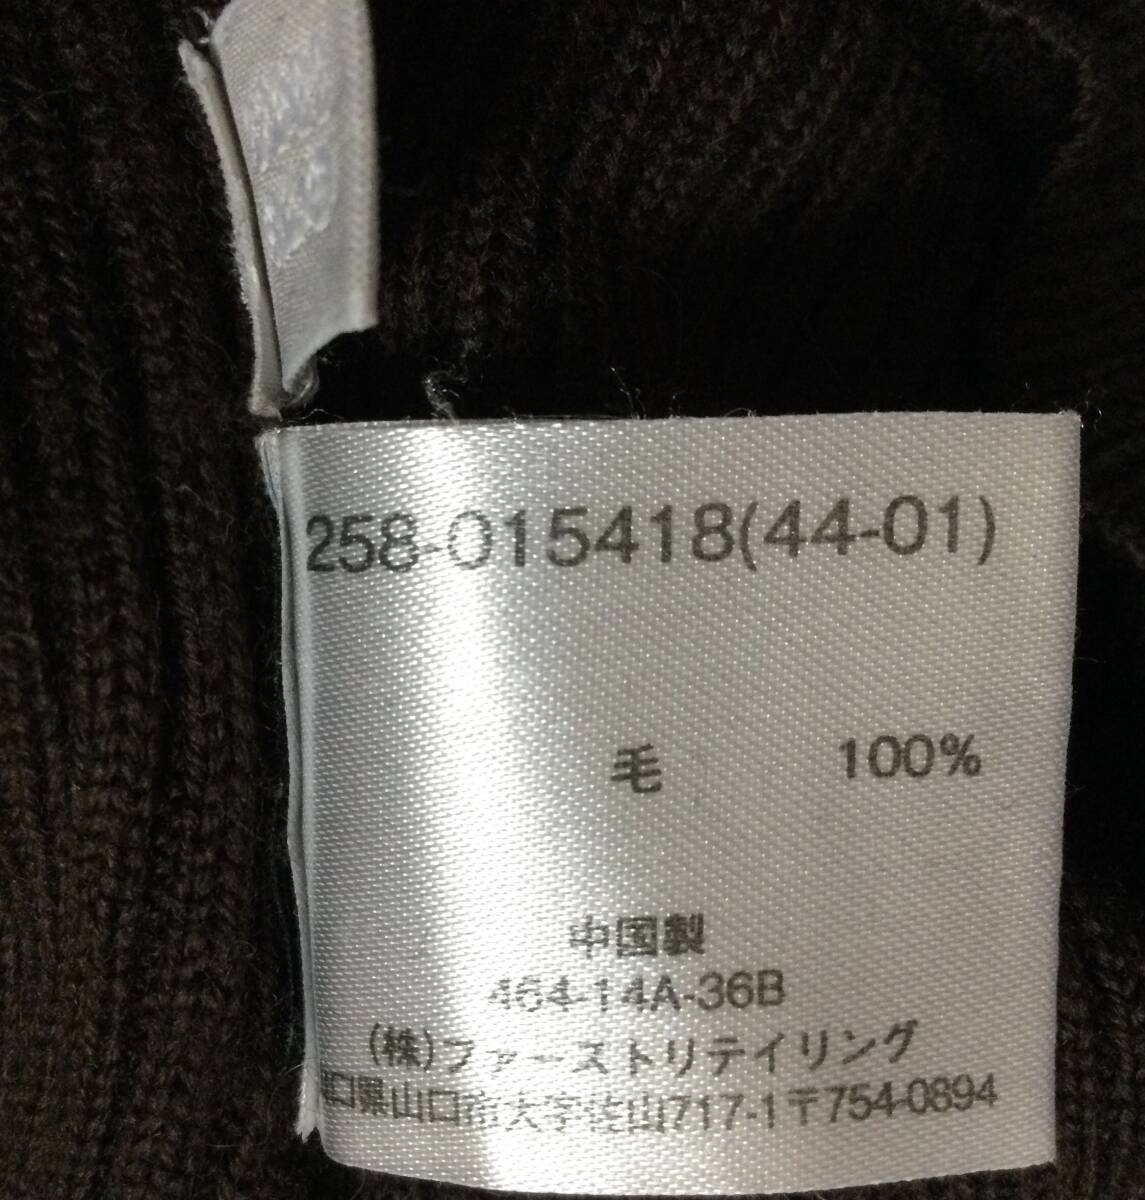 258-015418(44-01)
毛 100%
中国製
464-14A-36B
(株)ファーストリテイリング
口県山口市大字佐山717-1〒754-0894